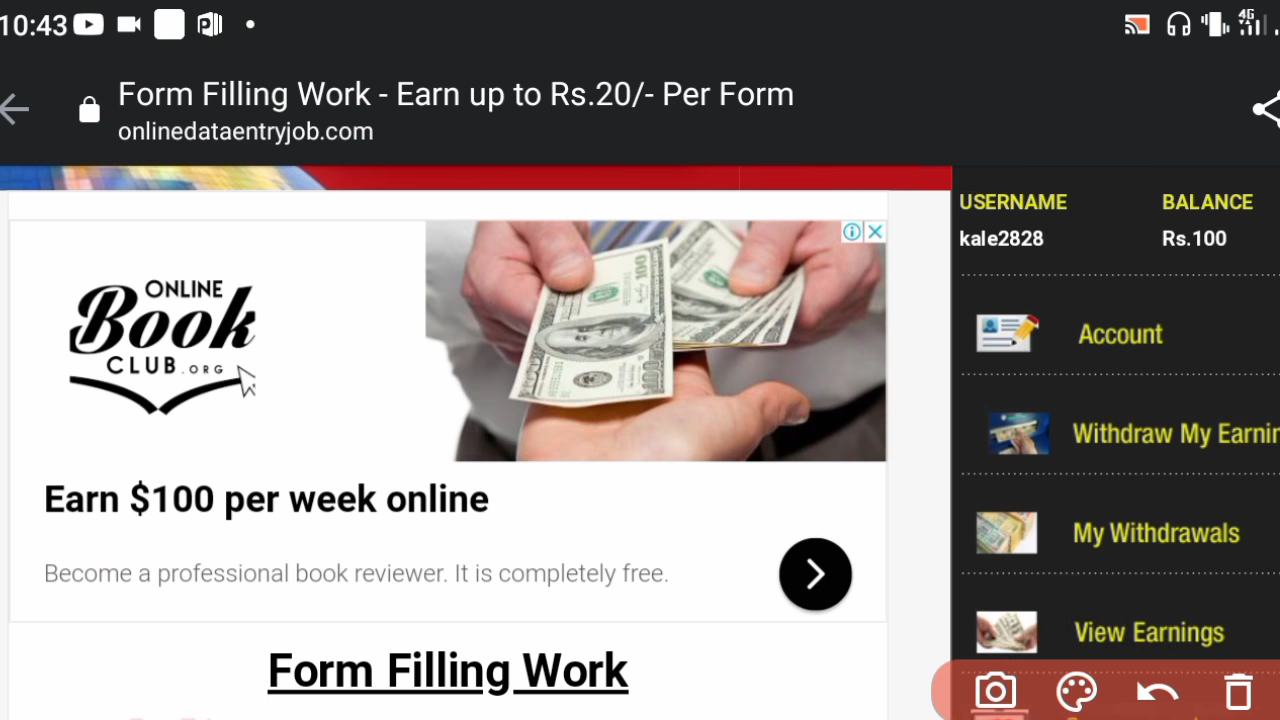 10:43
4G
Form Filling Work - Earn up to Rs.20/- Per Form
onlinedataentryjob.com
USERNAME BALANCE
kale2828 Rs.100
ONLINE
Book
CLUB.ORG
100
Account
Withdraw My Earnin
Earn $100 per week online
My Withdrawals
Become a professional book reviewer. It is completely free.
View Earnings
Form Filling Work